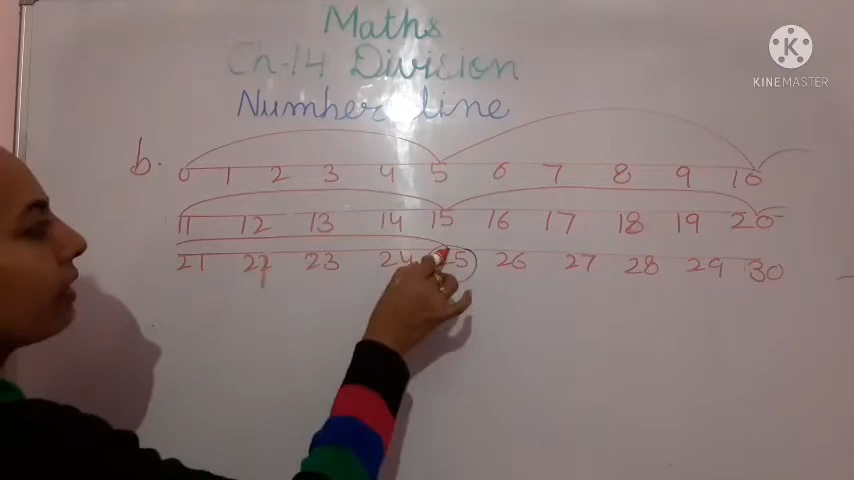 Maths
Ch-14 Division
Number line
b. 0 1 2 3 4 5 6 7 8 9 10
11 12 13 14 15 16 17 18 19 20
21 22 23 24 25 26 27 28 29 30
K
KINEMASTER